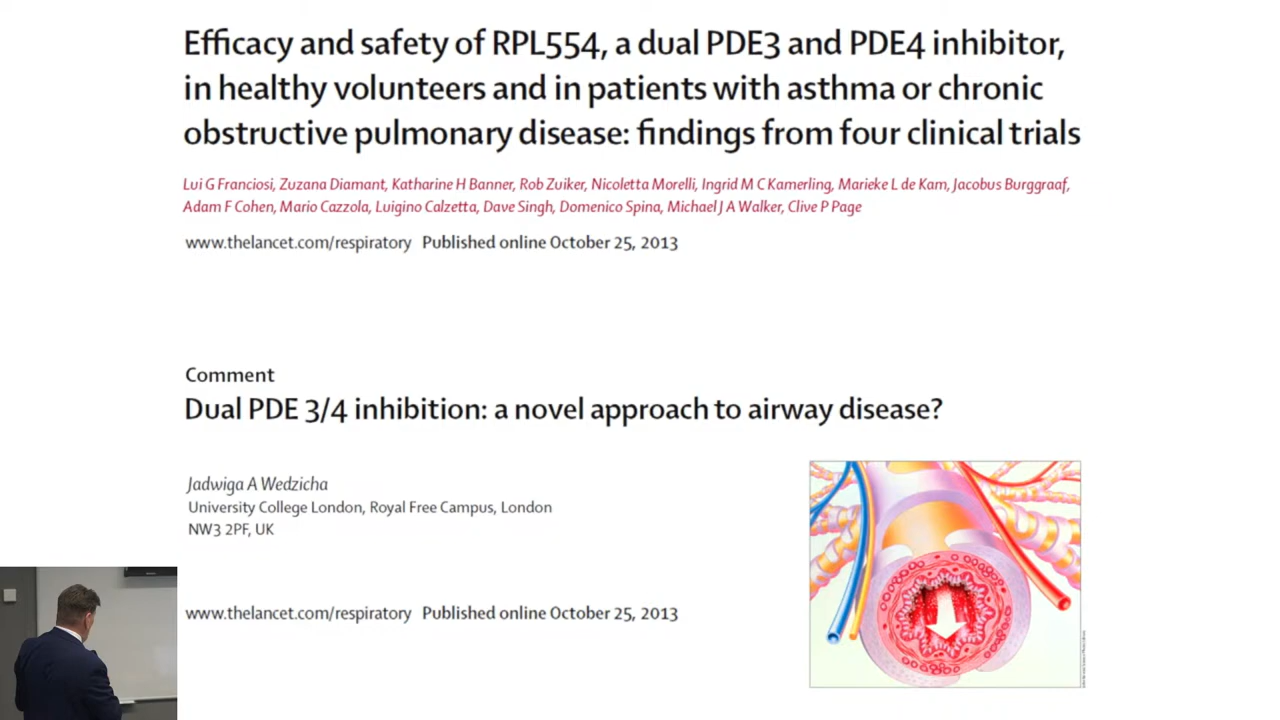 Efficacy and safety of RPL554, a dual PDE3 and PDE4 inhibitor,
in healthy volunteers and in patients with asthma or chronic
obstructive pulmonary disease: findings from four clinical trials
Lui G Franciosi, Zuzana Diamant, Katharine H Banner, Rob Zuiker, Nicoletta Morelli, Ingrid M C Kamerling, Marieke L de Kam, Jacobus Burggraaf,
Adam F Cohen, Mario Cazzola, Luigino Calzetta, Dave Singh, Domenico Spina, Michael J A Walker, Clive P Page
www.thelancet.com/respiratory Published online October 25, 2013
Comment
Dual PDE 3/4 inhibition: a novel approach to airway disease?
Jadwiga A Wedzicha
University College London, Royal Free Campus, London
NW3 2PF, UK
www.thelancet.com/respiratory Published online October 25, 2013